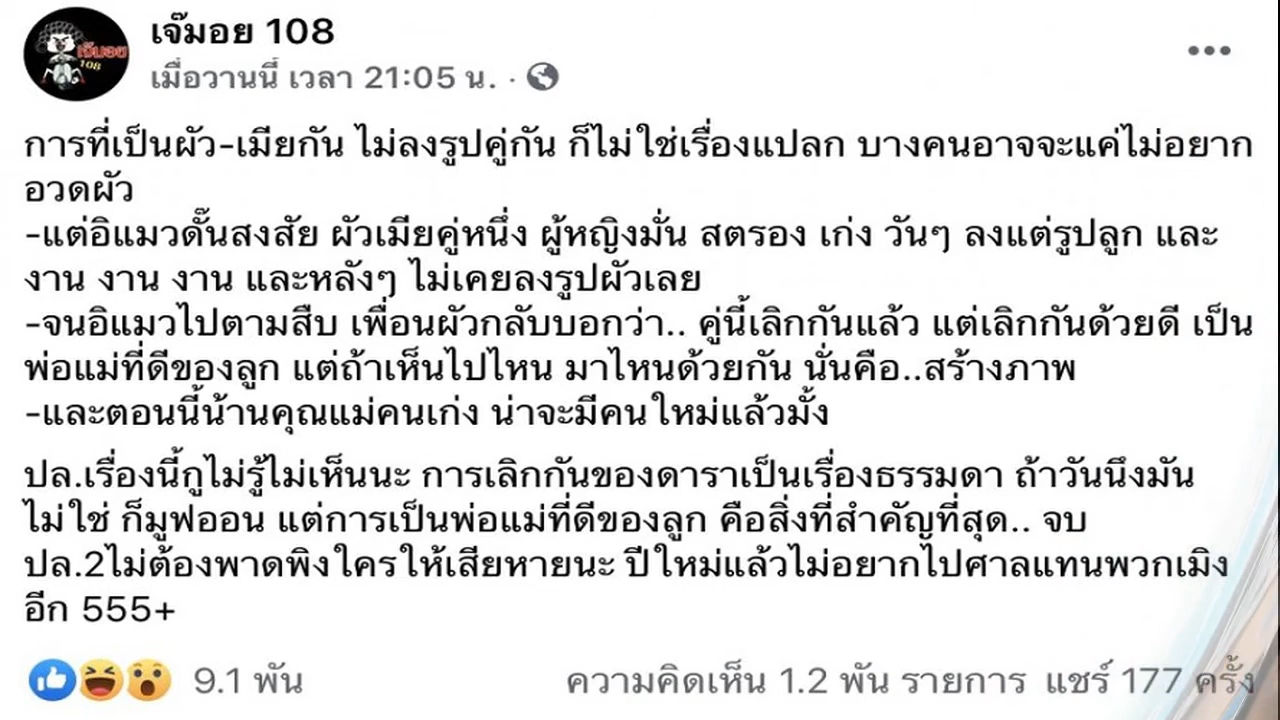 เจ๊มอย 108
เจ๊มอย
108
เมื่อวานนี้ เวลา 21:05 น. ·
การที่เป็นผัว-เมียกัน ไม่ลงรูปคู่กัน ก็ไม่ใช่เรื่องแปลก บางคนอาจจะแค่ไม่อยาก
อวดผัว
-แต่อิแมวดั๊นสงสัย ผัวเมียคู่หนึ่ง ผู้หญิงมั่น สตรอง เก่ง วันๆ ลงแต่รูปลูก และ
งาน งาน งาน และหลังๆ ไม่เคยลงรูปผัวเลย
-จนอิแมวไปตามสืบ เพื่อนผัวกลับบอกว่า.. คู่นี้เลิกกันแล้ว แต่เลิกกันด้วยดี เป็น
พ่อแม่ที่ดีของลูก แต่ถ้าเห็นไปไหน มาไหนด้วยกัน นั่นคือ..สร้างภาพ
-และตอนนี้น้านคุณแม่คนเก่ง น่าจะมีคนใหม่แล้วมั้ง
ปล.เรื่องนี้กูไม่รู้ไม่เห็นนะ การเลิกกันของดาราเป็นเรื่องธรรมดา ถ้าวันนึงมัน
ไม่ใช่ ก็มูฟออน แต่การเป็นพ่อแม่ที่ดีของลูก คือสิ่งที่สำคัญที่สุด.. จบ
ปล.2ไม่ต้องพาดพิงใครให้เสียหายนะ ปีใหม่แล้วไม่อยากไปศาลแทนพวกเมิง
อีก 555+
9.1 พัน ความคิดเห็น 1.2 พัน รายการ แชร์ 177 ครั้ง